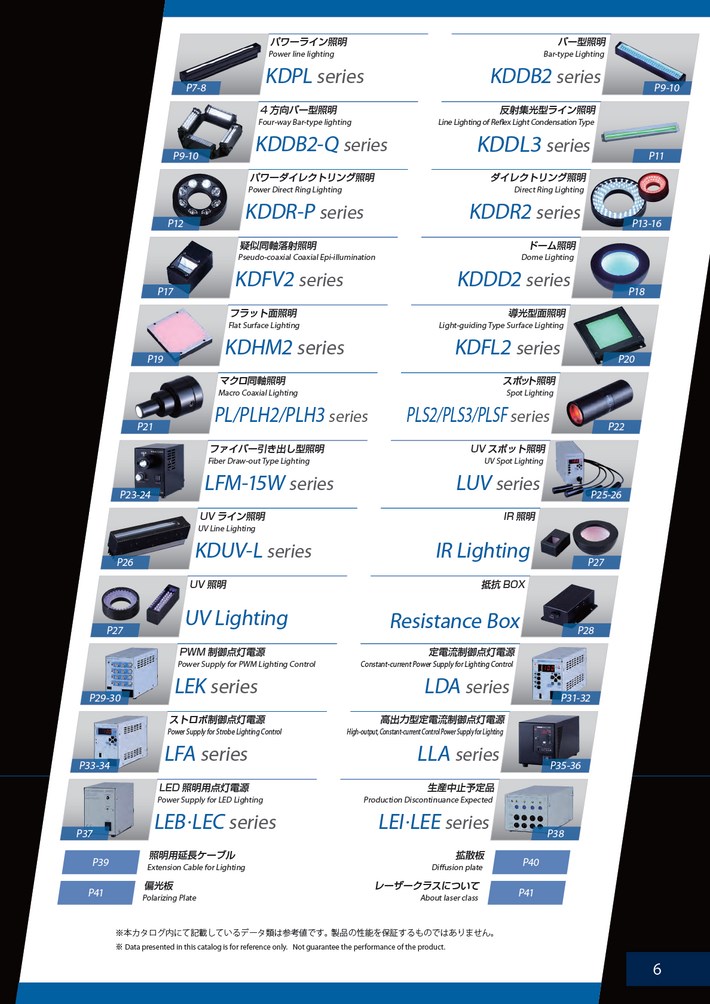 パワーライン照明
Power line lighting
KDPL series
P7-8
バー型照明
Bar-type Lighting
KDDB2 series
P9-10
4方向バー型照明
Four-way Bar-type lighting
KDDB2-Q series
P9-10
反射集光型ライン照明
Line Lighting of Reflex Light Condensation Type
KDDL3 series
P11
パワーダイレクトリング照明
Power Direct Ring Lighting
KDDR-P series
P12
ダイレクトリング照明
Direct Ring Lighting
KDDR2 series
P13-16
疑似同軸落射照明
Pseudo-coaxial Coaxial Epi-illumination
KDFV2 series
P17
ドーム照明
Dome Lighting
KDDD2 series
P18
フラット面照明
Flat Surface Lighting
KDHM2 series
P19
導光型面照明
Light-guiding Type Surface Lighting
KDFL2 series
P20
マクロ同軸照明
Macro Coaxial Lighting
PL/PLH2/PLH3 series
P21
スポット照明
Spot Lighting
PLS2/PLS3/PLSF series
P22
ファイバー引き出し型照明
Fiber Draw-out Type Lighting
LFM-15W series
P23-24
UVスポット照明
UV Spot Lighting
LUV series
P25-26
UVライン照明
UV Line Lighting
KDUV-L series
P26
IR照明
IR Lighting
P27
UV照明
UV Lighting
P27
抵抗BOX
Resistance Box
P28
PWM制御点灯電源
Power Supply for PWM Lighting Control
LEK series
P29-30
定電流制御点灯電源
Constant-current Power Supply for Lighting Control
LDA series
P31-32
ストロボ制御点灯電源
Power Supply for Strobe Lighting Control
LFA series
P33-34
高出力型定電流制御点灯電源
High-output, Constant-current Control Power Supply for Lighting
LLA series
P35-36
LED照明用点灯電源
Power Supply for LED Lighting
LEB・LEC series
P37
生産中止予定品
Production Discontinuance Expected
LEI・LEE series
P38
P39
照明用延長ケーブル
Extension Cable for Lighting
拡散板
Diffusion plate
P40
P41
偏光板
Polarizing Plate
レーザークラスについて
About laser class
P41
※本カタログ内にて記載しているデータ類は参考値です。製品の性能を保証するものではありません。
※ Data presented in this catalog is for reference only. Not guarantee the performance of the product.
6